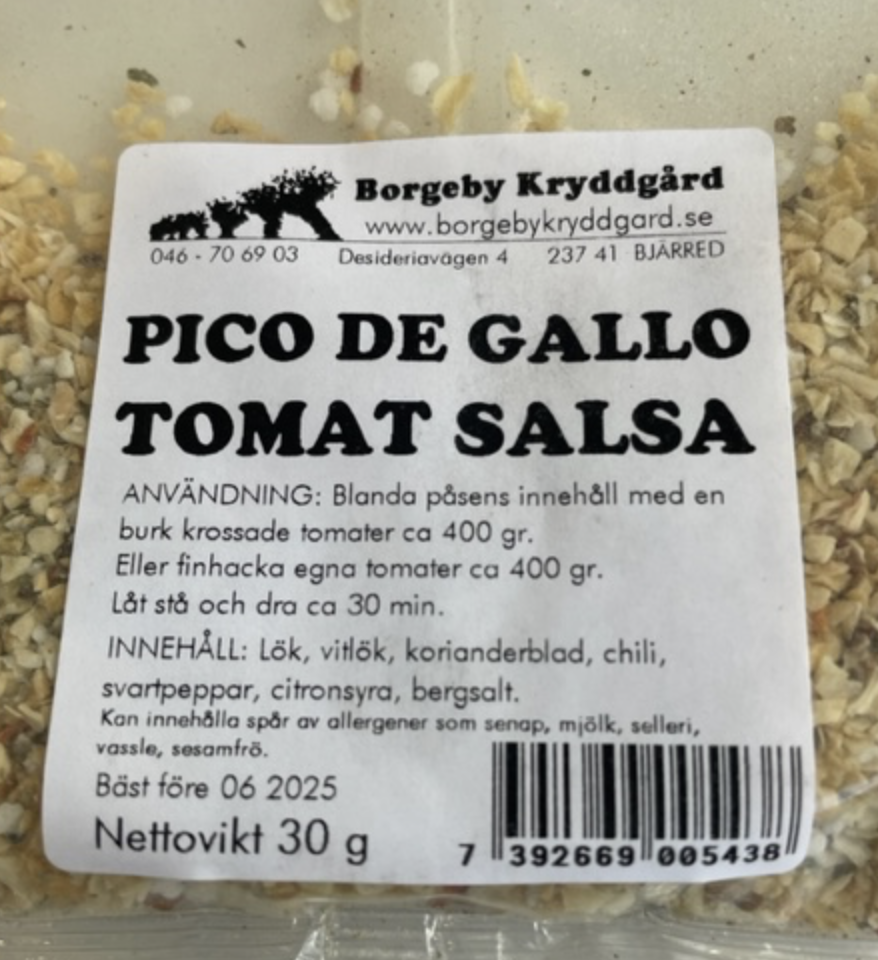 Borgeby Kryddgård
www.borgebykryddgard.se
046 - 70 69 03 Desideriavägen 4 237 41 BJÄRRED
PICO DE GALLO
TOMAT SALSA
ANVÄNDNING: Blanda påsens innehåll med en
burk krossade tomater ca 400 gr.
Eller finhacka egna tomater ca 400 gr.
Låt stå och dra ca 30 min.
INNEHÅLL: Lök, vitlök, korianderblad, chili,
svartpeppar, citronsyra, bergsalt.
Kan innehålla spår av allergener som senap, mjölk, selleri,
vassle, sesamfrö.
Bäst före 06 2025
Nettovikt 30 g
7 392669 005438